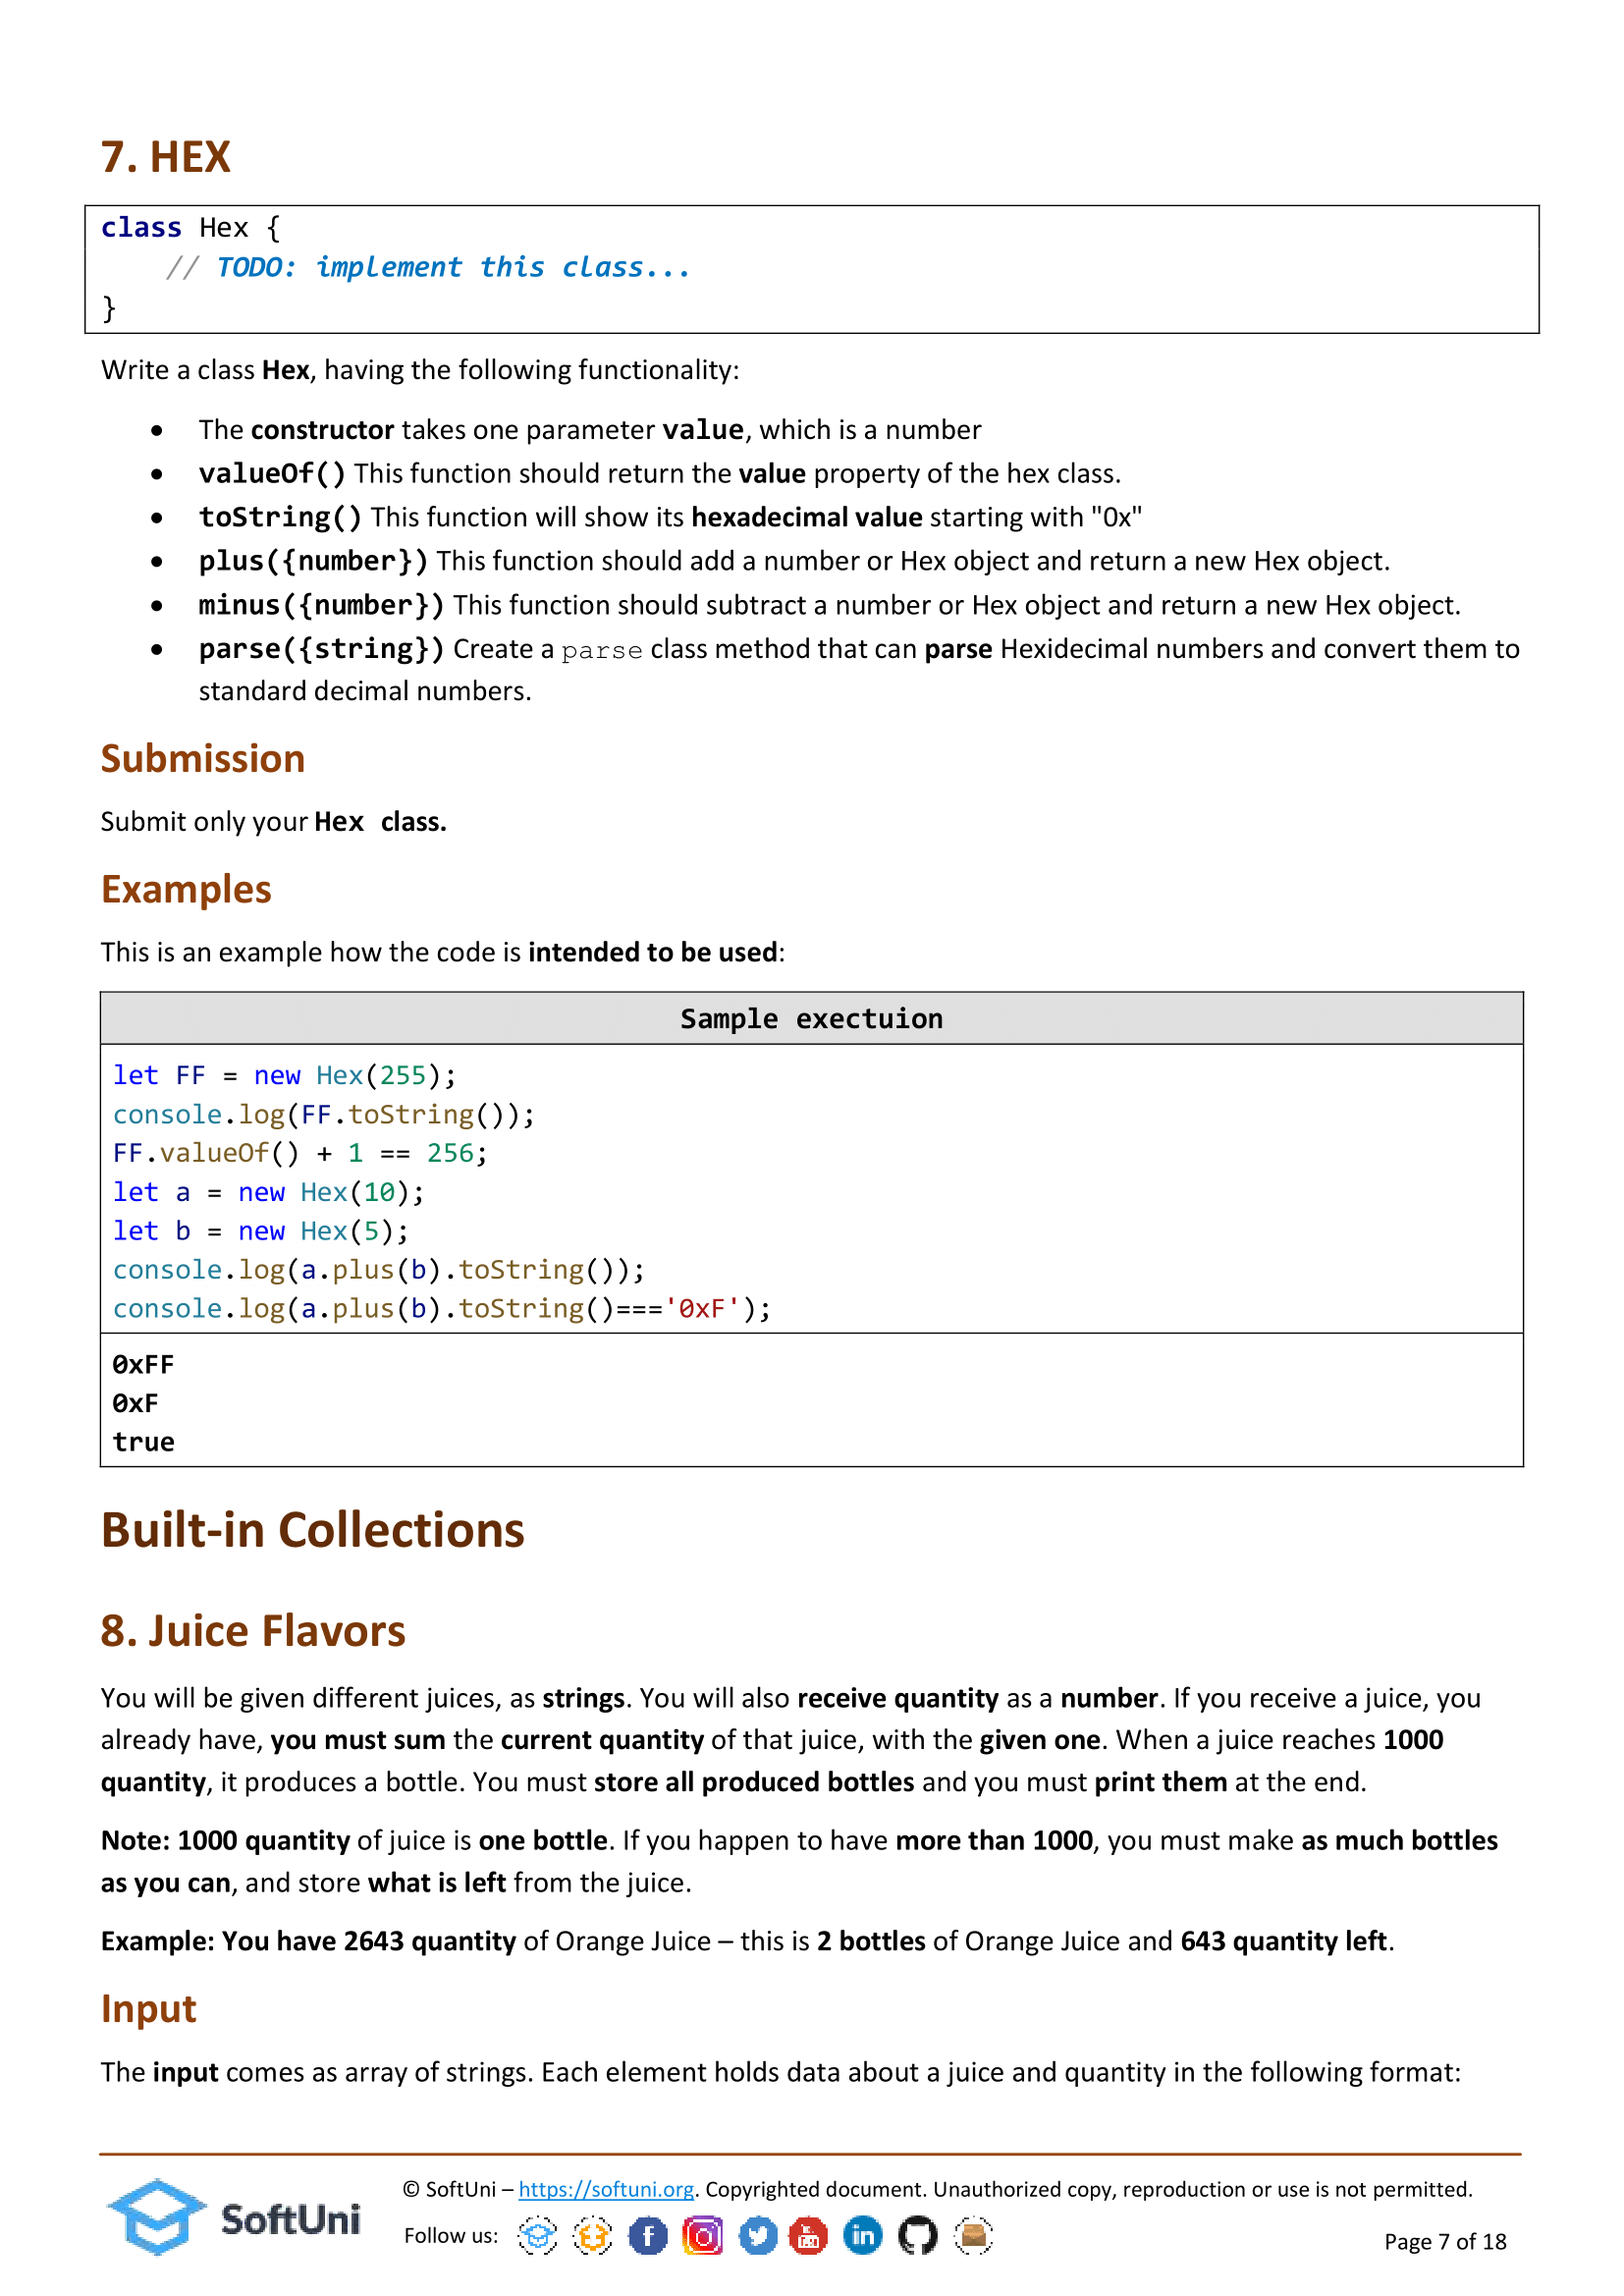 7. HEX
class Hex {
// TODO: implement this class...
}
Write a class Hex, having the following functionality:
• The constructor takes one parameter value, which is a number
• valueOf() This function should return the value property of the hex class.
• toString() This function will show its hexadecimal value starting with "0x"
• plus({number}) This function should add a number or Hex object and return a new Hex object.
• minus({number}) This function should subtract a number or Hex object and return a new Hex object.
• parse({string}) Create a parse class method that can parse Hexidecimal numbers and convert them to
standard decimal numbers.
Submission
Submit only your Hex class.
Examples
This is an example how the code is intended to be used:
Sample exectuion
let FF = new Hex(255);
console.log(FF.toString());
FF.valueOf() + 1 == 256;
let a = new Hex(10);
let b = new Hex(5);
console.log(a.plus(b).toString());
console.log(a.plus(b).toString()==='0xF');
0xFF
0xF
true
Built-in Collections
8. Juice Flavors
You will be given different juices, as strings. You will also receive quantity as a number. If you receive a juice, you
already have, you must sum the current quantity of that juice, with the given one. When a juice reaches 1000
quantity, it produces a bottle. You must store all produced bottles and you must print them at the end.
Note: 1000 quantity of juice is one bottle. If you happen to have more than 1000, you must make as much bottles
as you can, and store what is left from the juice.
Example: You have 2643 quantity of Orange Juice – this is 2 bottles of Orange Juice and 643 quantity left.
Input
The input comes as array of strings. Each element holds data about a juice and quantity in the following format:
SoftUni
© SoftUni – https://softuni.org. Copyrighted document. Unauthorized copy, reproduction or use is not permitted.
Follow us:
Page 7 of 18